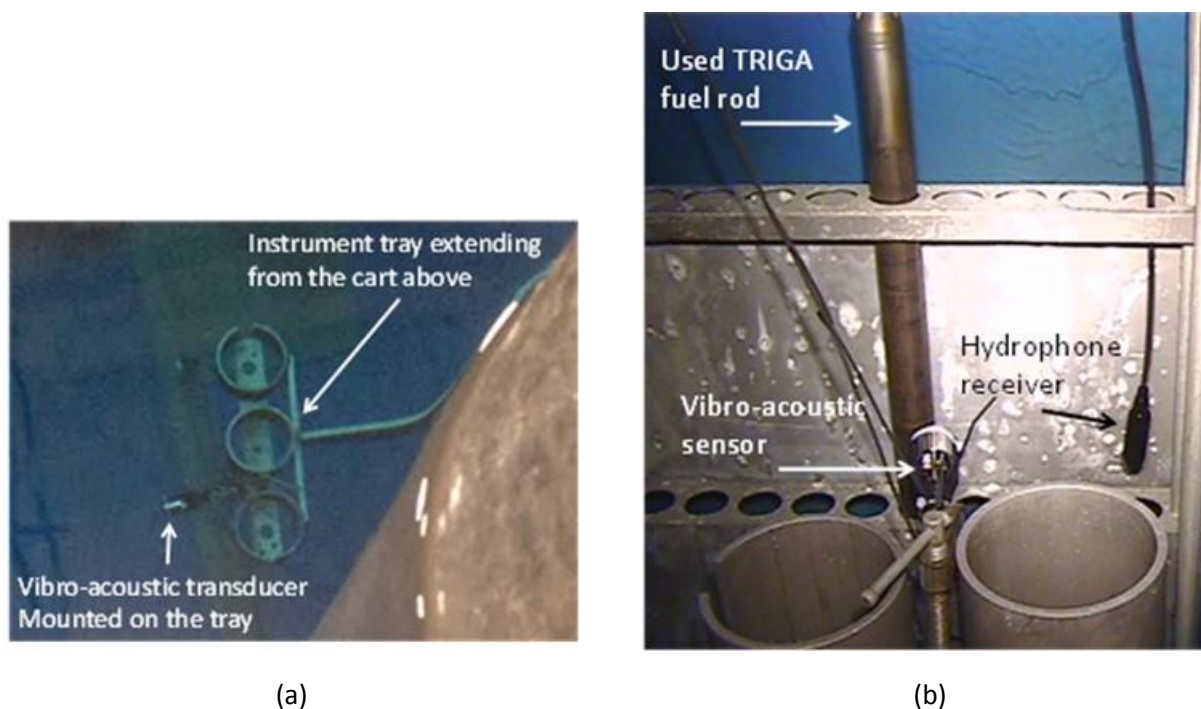 Instrument tray extending
from the cart above
Vibro-acoustic transducer
Mounted on the tray
(a)
Used TRIGA
fuel rod
Hydrophone
receiver
Vibro-acoustic
sensor
(b)